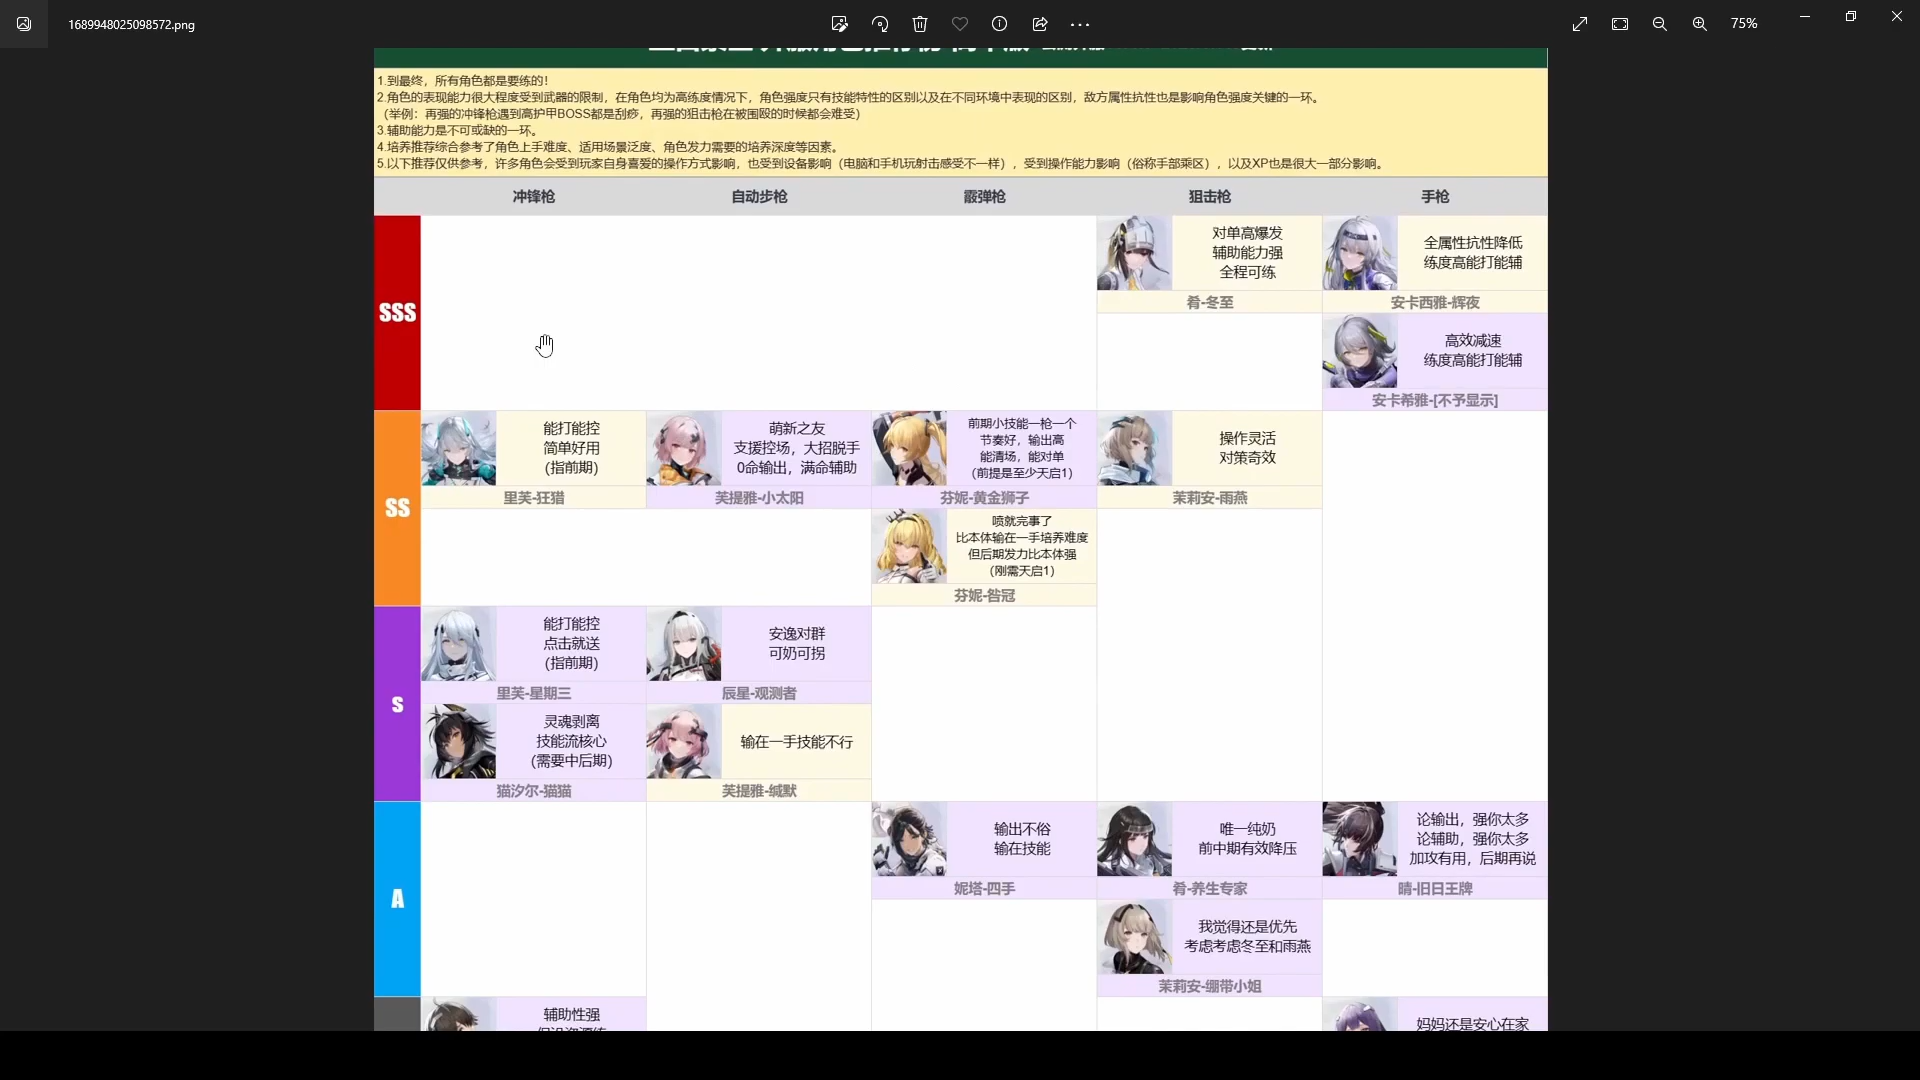 1689948025098572.png
75%
1.到最终，所有角色都是要练的！
2.角色的表现能力很大程度受到武器的限制，在角色均为高练度情况下，角色强度只有技能特性的区别以及在不同环境中表现的区别，敌方属性抗性也是影响角色强度关键的一环。
（举例：再强的冲锋枪遇到高护甲BOSS都是刮痧，再强的狙击枪在被围殴的时候都会难受）
3.辅助能力是不可或缺的一环。
4.培养推荐综合参考了角色上手难度、适用场景泛度、角色发力需要的培养深度等因素。
5.以下推荐仅供参考，许多角色会受到玩家自身喜爱的操作方式影响，也受到设备影响（电脑和手机玩射击感受不一样），受到操作能力影响（俗称手部乘区），以及XP也是很大一部分影响。
冲锋枪
自动步枪
霰弹枪
狙击枪
手枪
SSS
对单高爆发
辅助能力强
全程可练
肴-冬至
全属性抗性降低
练度高能打能辅
安卡西雅-辉夜
高效减速
练度高能打能辅
安卡希雅-[不予显示]
SS
能打能控
简单好用
(指前期)
里芙-狂猎
萌新之友
支援控场，大招脱手
0命输出，满命辅助
芙提雅-小太阳
前期小技能一枪一个
节奏好，输出高
能清场，能对单
(前提是至少天启1)
芬妮-黄金狮子
操作灵活
对策奇效
茉莉安-雨燕
喷就完事了
比本体输在一手培养难度
但后期发力比本体强
(刚需天启1)
芬妮-咎冠
S
能打能控
点击就送
(指前期)
里芙-星期三
安逸对群
可奶可拐
辰星-观测者
灵魂剥离
技能流核心
(需要中后期)
猫汐尔-猫猫
输在一手技能不行
芙提雅-缄默
A
输出不俗
输在技能
妮塔-四手
唯一纯奶
前中期有效降压
肴-养生专家
论输出，强你太多
论辅助，强你太多
加攻有用，后期再说
晴-旧日王牌
我觉得还是优先
考虑考虑冬至和雨燕
茉莉安-绷带小姐
辅助性强
妈妈还是安心在家